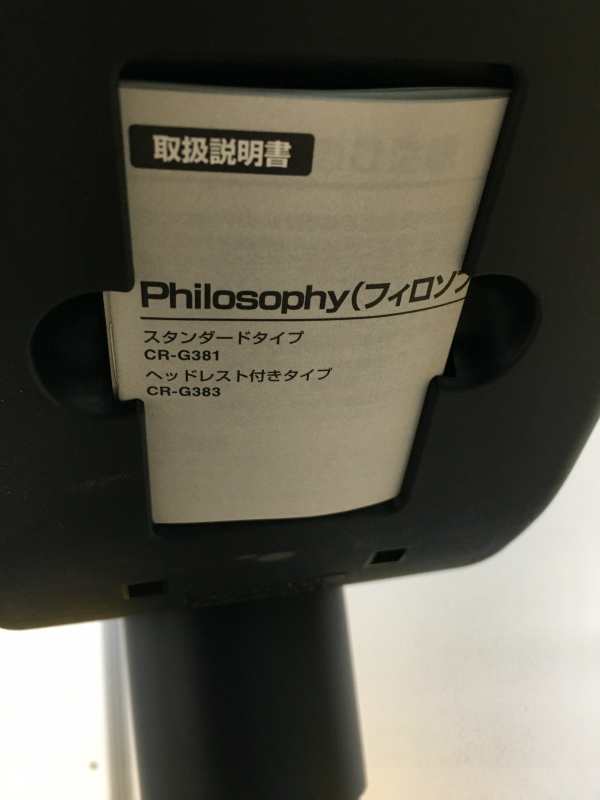 取扱説明書
Philosophy(フィロソフ
スタンダードタイプ
CR-G381
ヘッドレスト付きタイプ
CR-G383